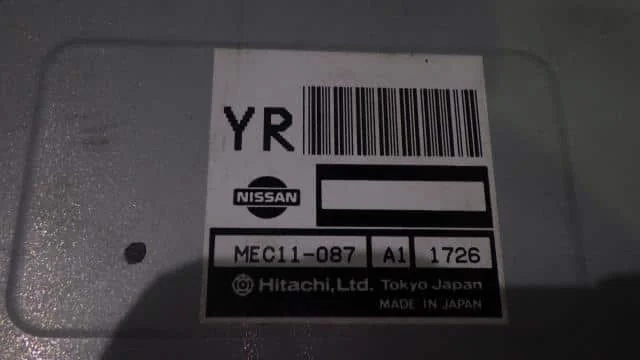 YR
NISSAN
MEC11-087 A1 1726
Hitachi, Ltd. Tokyo Japan
MADE IN JAPAN